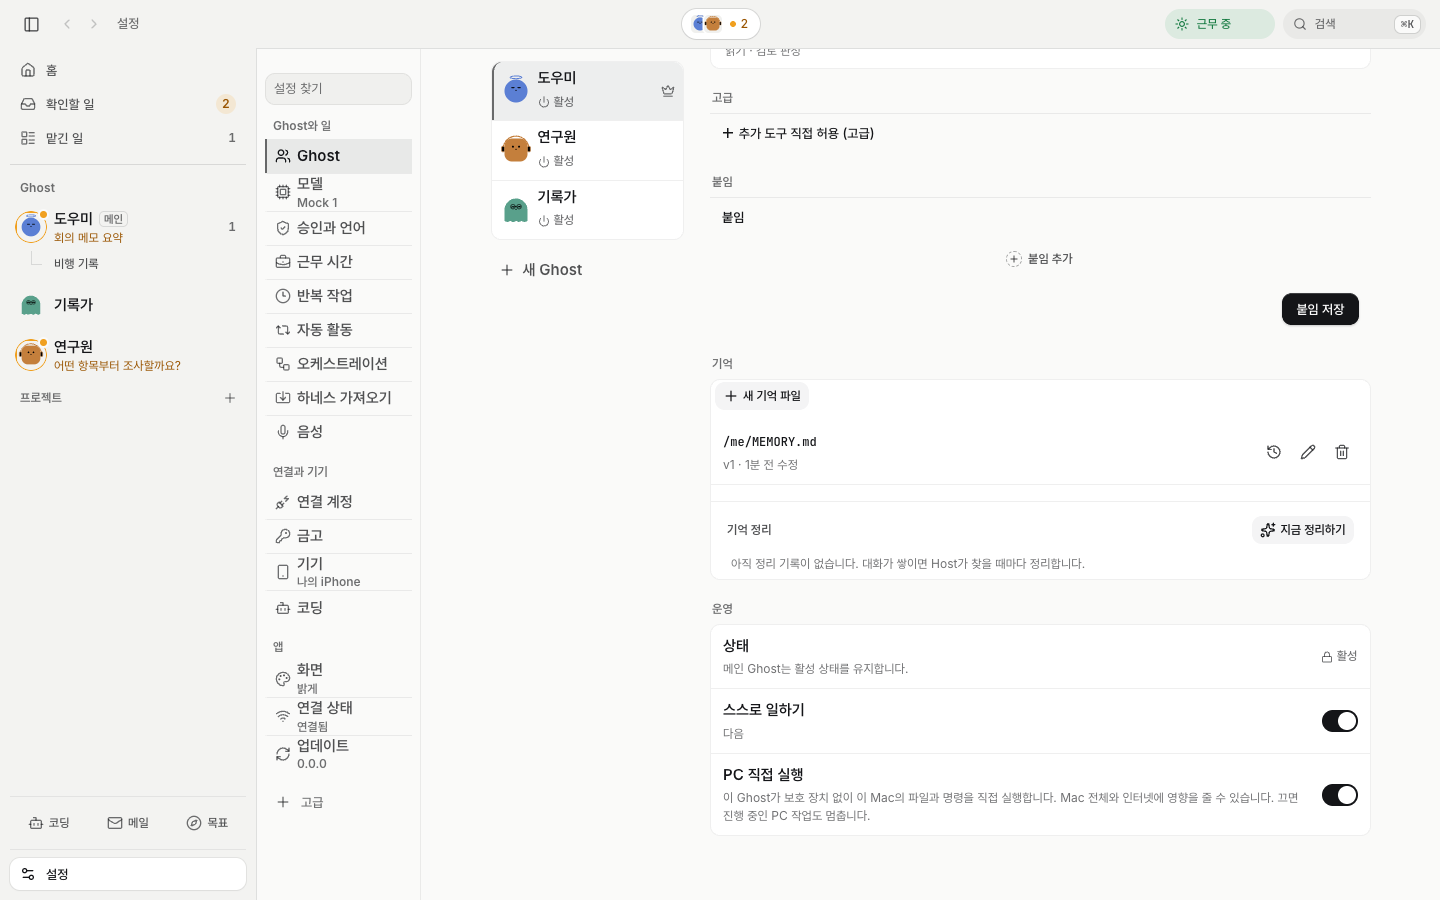 설정
2
근무 중
검색
⌘K
홈
확인할 일
2
맡긴 일
1
Ghost
도우미
메인
회의 메모 요약
1
비행 기록
기록가
연구원
어떤 항목부터 조사할까요?
프로젝트
코딩
메일
목표
설정
설정 찾기
Ghost와 일
Ghost
모델
Mock 1
승인과 언어
근무 시간
반복 작업
자동 활동
오케스트레이션
하네스 가져오기
음성
연결과 기기
연결 계정
금고
기기
나의 iPhone
코딩
앱
화면
밝게
연결 상태
연결됨
업데이트
0.0.0
고급
도우미
활성
연구원
활성
기록가
활성
새 Ghost
읽기 · 검토 판정
고급
추가 도구 직접 허용 (고급)
붙임
붙임
붙임 추가
붙임 저장
기억
새 기억 파일
/me/MEMORY.md
v1 · 1분 전 수정
기억 정리
지금 정리하기
아직 정리 기록이 없습니다. 대화가 쌓이면 Host가 찾을 때마다 정리합니다.
운영
상태
메인 Ghost는 활성 상태를 유지합니다.
활성
스스로 일하기
다음
PC 직접 실행
이 Ghost가 보호 장치 없이 이 Mac의 파일과 명령을 직접 실행합니다. Mac 전체와 인터넷에 영향을 줄 수 있습니다. 끄면
진행 중인 PC 작업도 멈춥니다.